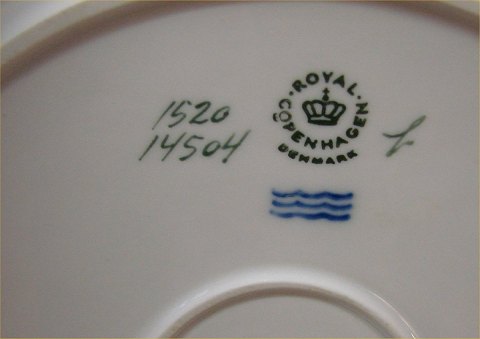 1520
14504
ROYAL
COPENHAGEN
DENMARK